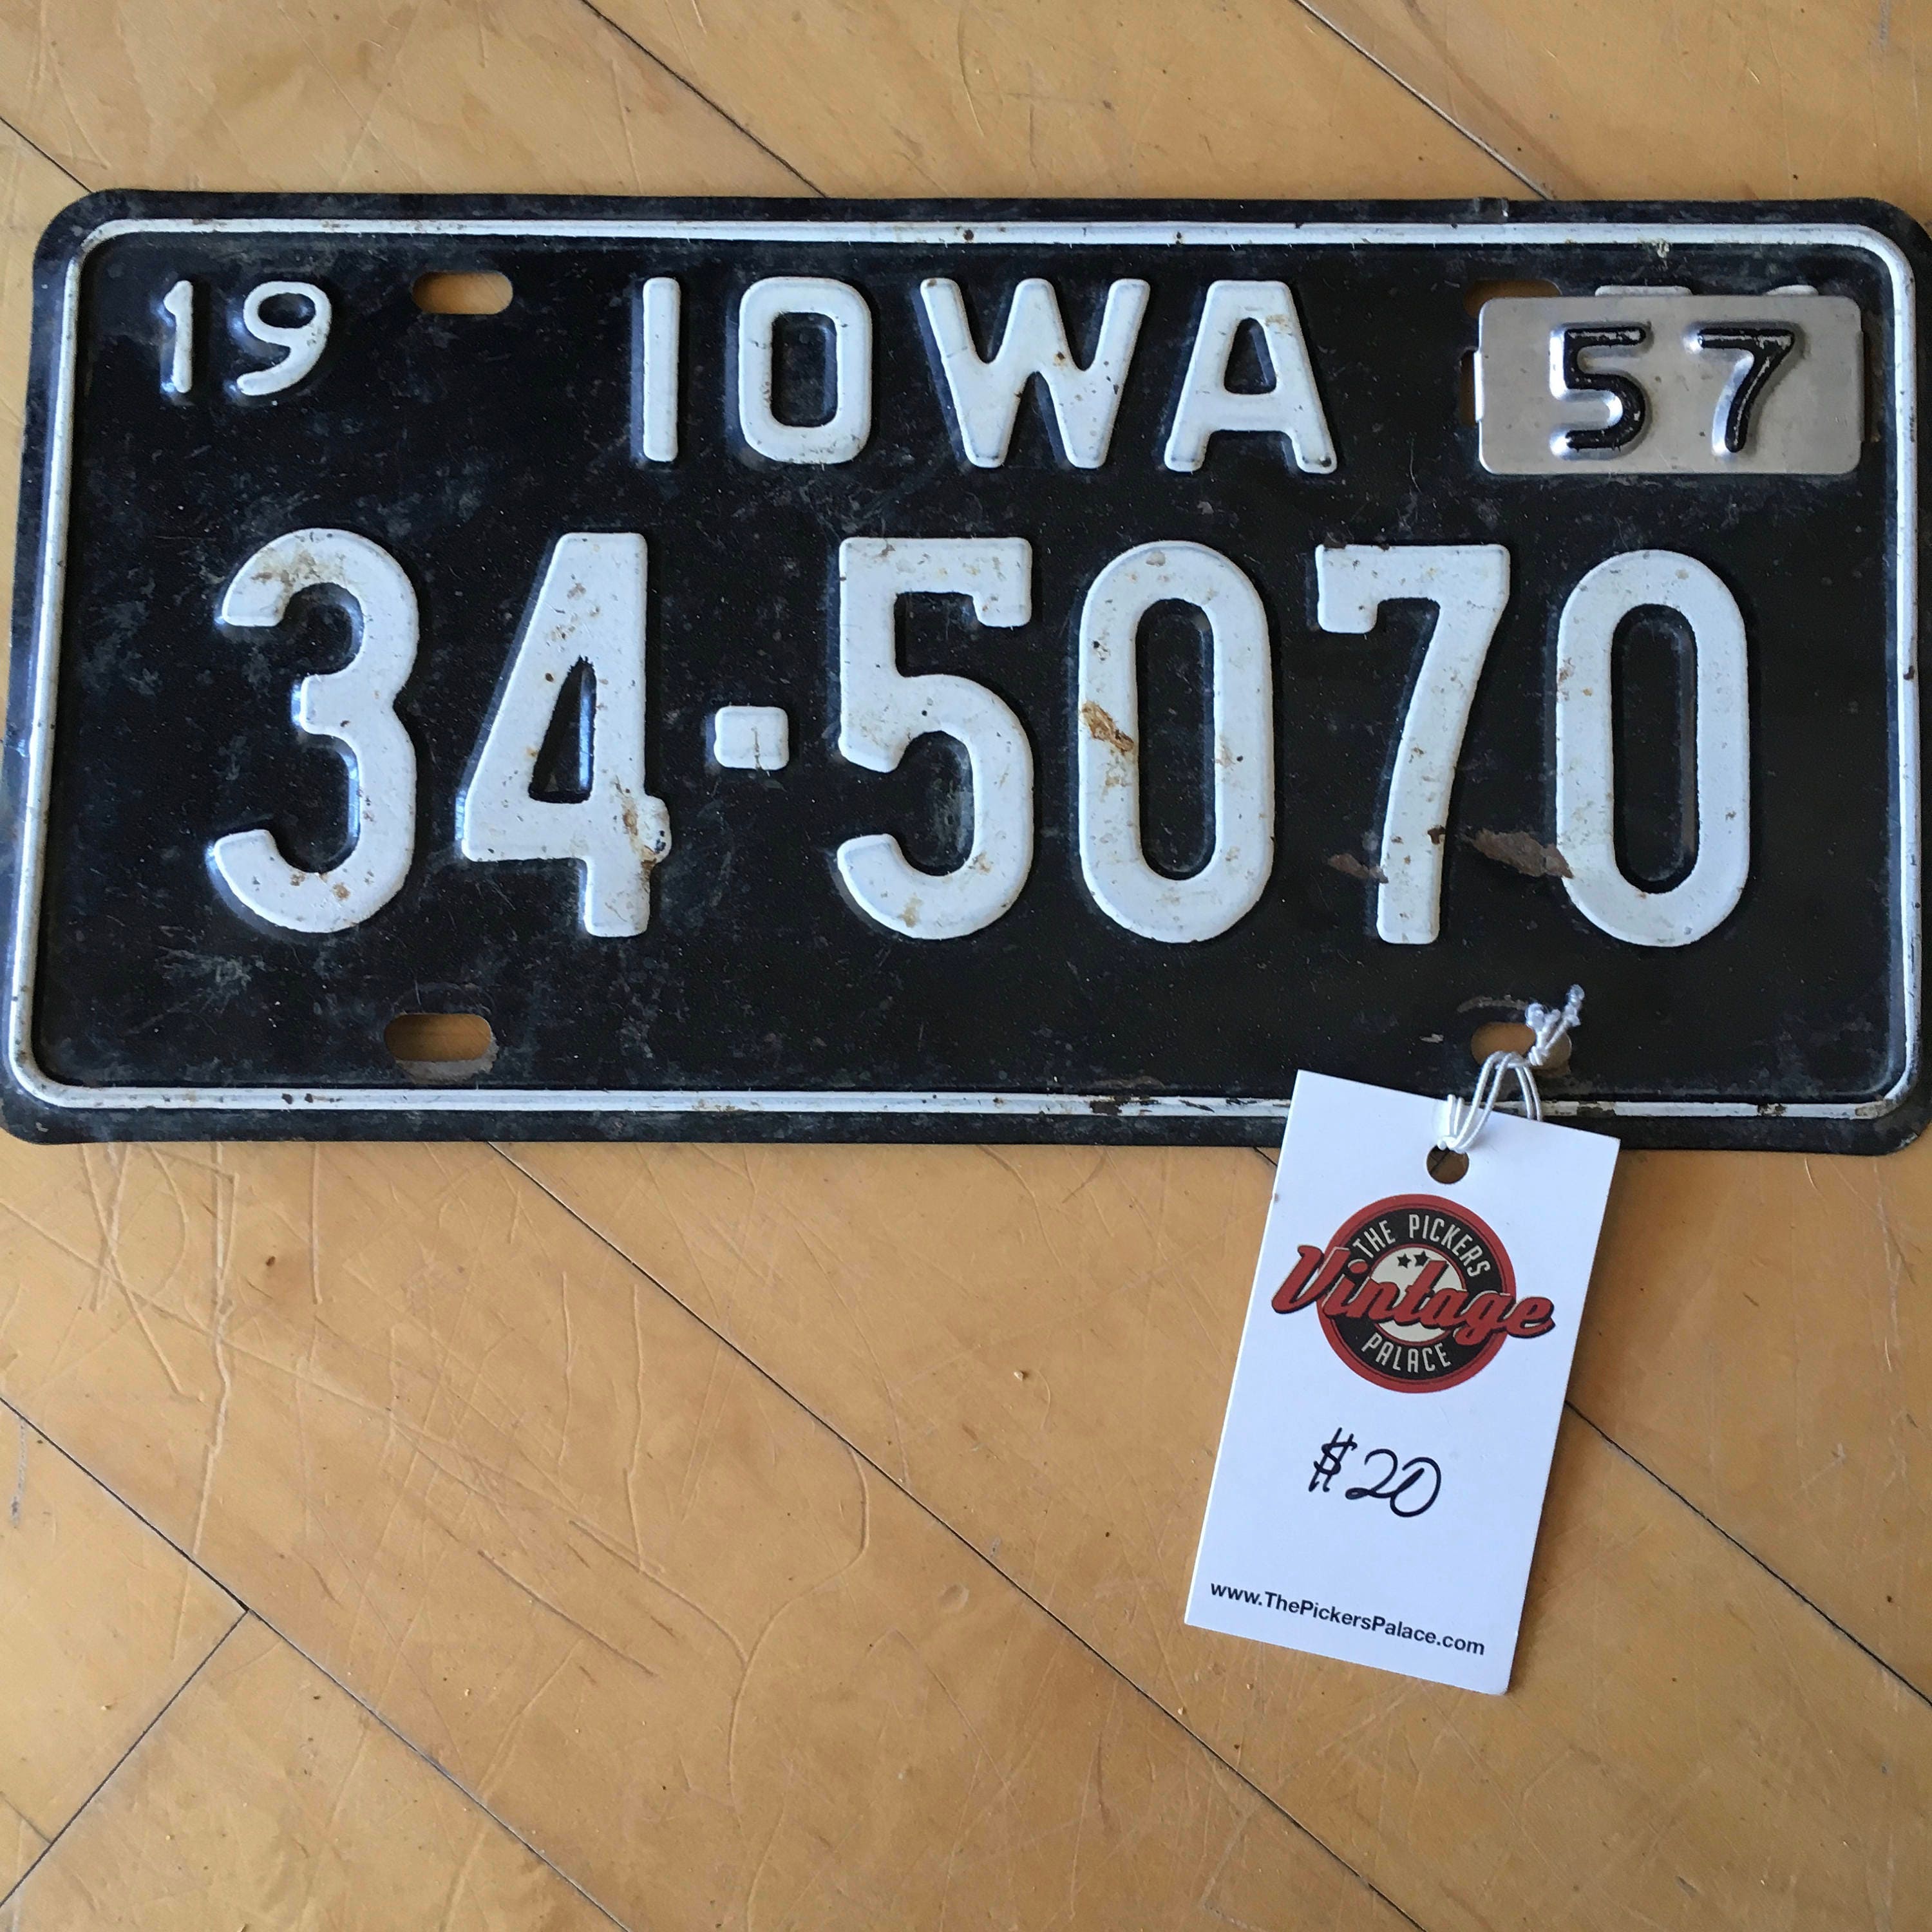 19 IOWA 57
34-5070
THE PICKERS
Vintage
PALACE
$20
www.ThePickersPalace.com